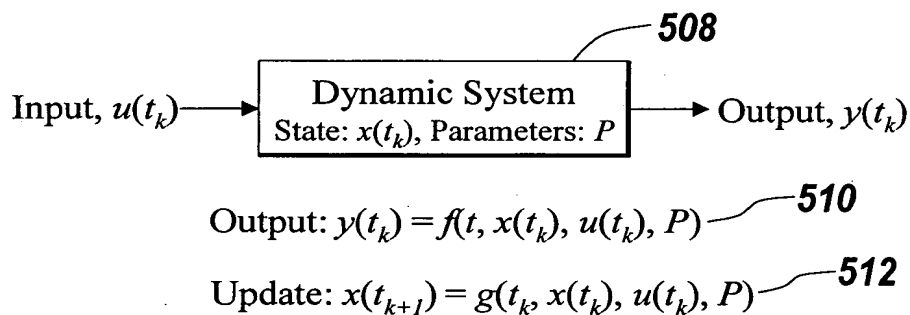 508
Input, u(t_k)
Dynamic System
State: x(t_k), Parameters: P
Output, y(t_k)
Output: y(t_k) = f(t, x(t_k), u(t_k), P)
510
Update: x(t_{k+1}) = g(t_k, x(t_k), u(t_k), P)
512